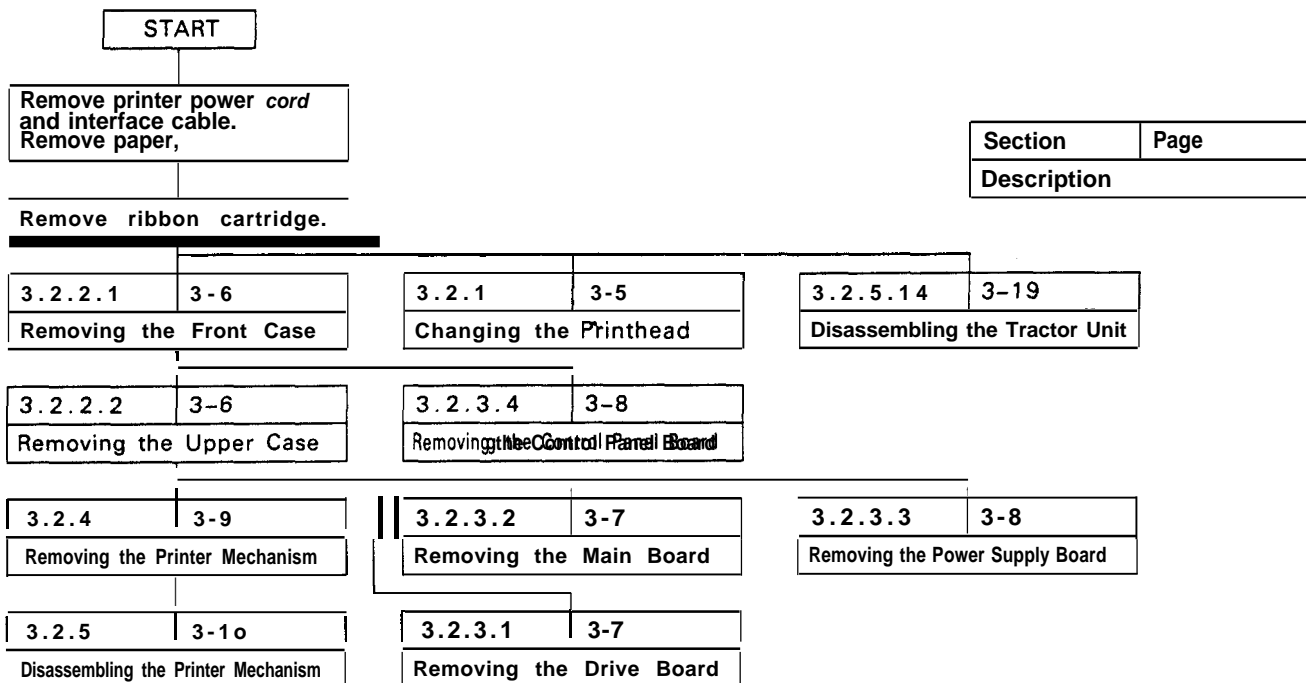 START
Remove printer power cord
and interface cable.
Remove paper,
Section Page
Description
Remove ribbon cartridge.
3.2.2.1 3-6
Removing the Front Case
3.2.1 3-5
Changing the Printhead
3.2.5.14 3-19
Disassembling the Tractor Unit
3.2.2.2 3-6
Removing the Upper Case
3.2.3.4 3-8
Removing the Control Panel Board
3.2.4 3-9
Removing the Printer Mechanism
3.2.3.2 3-7
Removing the Main Board
3.2.3.3 3-8
Removing the Power Supply Board
3.2.5 3-1o
Disassembling the Printer Mechanism
3.2.3.1 3-7
Removing the Drive Board